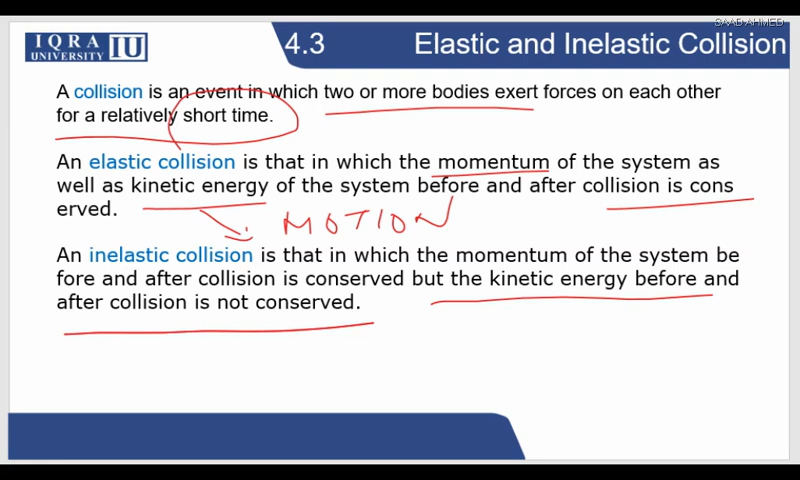 SAAD AHMED
IQRA
UNIVERSITY IU
4.3 Elastic and Inelastic Collision
A collision is an event in which two or more bodies exert forces on each other
for a relatively short time.
An elastic collision is that in which the momentum of the system as
well as kinetic energy of the system before and after collision is cons
erved.
MOTION
An inelastic collision is that in which the momentum of the system be
fore and after collision is conserved but the kinetic energy before and
after collision is not conserved.